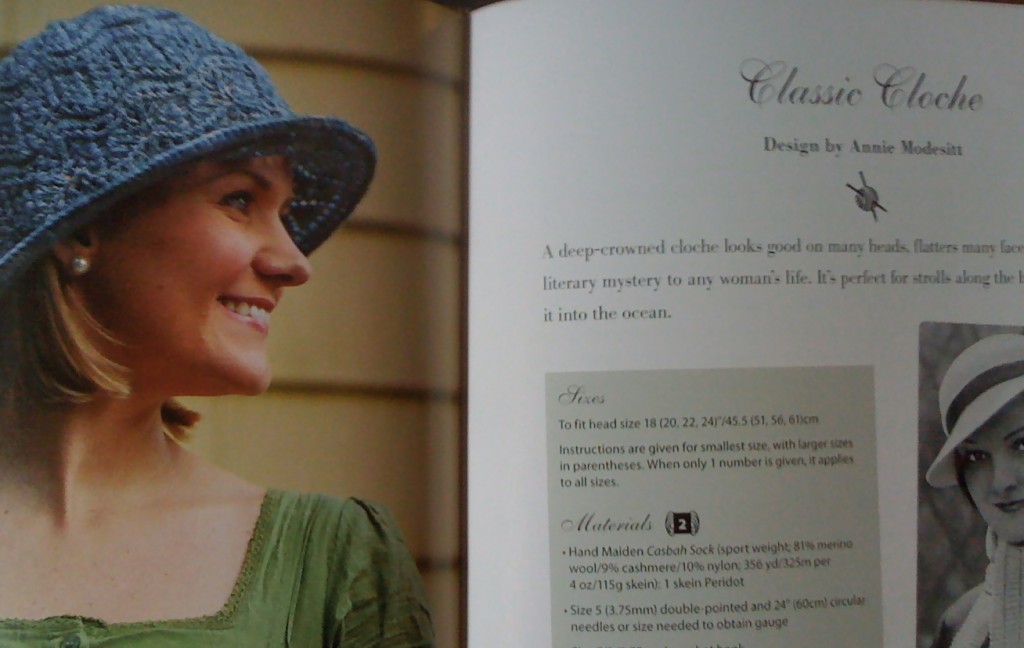 Classic Cloche
Design by Annie Modesitt
A deep-crowned cloche looks good on many heads, flatters many face
literary mystery to any woman's life. It's perfect for strolls along the
it into the ocean.
Sizes
To fit head size 18 (20, 22, 24)"/45.5 (51, 56, 61)cm
Instructions are given for smallest size, with larger sizes
in parentheses. When only 1 number is given, it applies
to all sizes.
Materials 2
• Hand Maiden Casbah Sock (sport weight; 81% merino
wool/9% cashmere/10% nylon; 356 yd/325m per
4 oz/115g skein); 1 skein Peridot
• Size 5 (3.75mm) double-pointed and 24" (60cm) circular
needles or size needed to obtain gauge